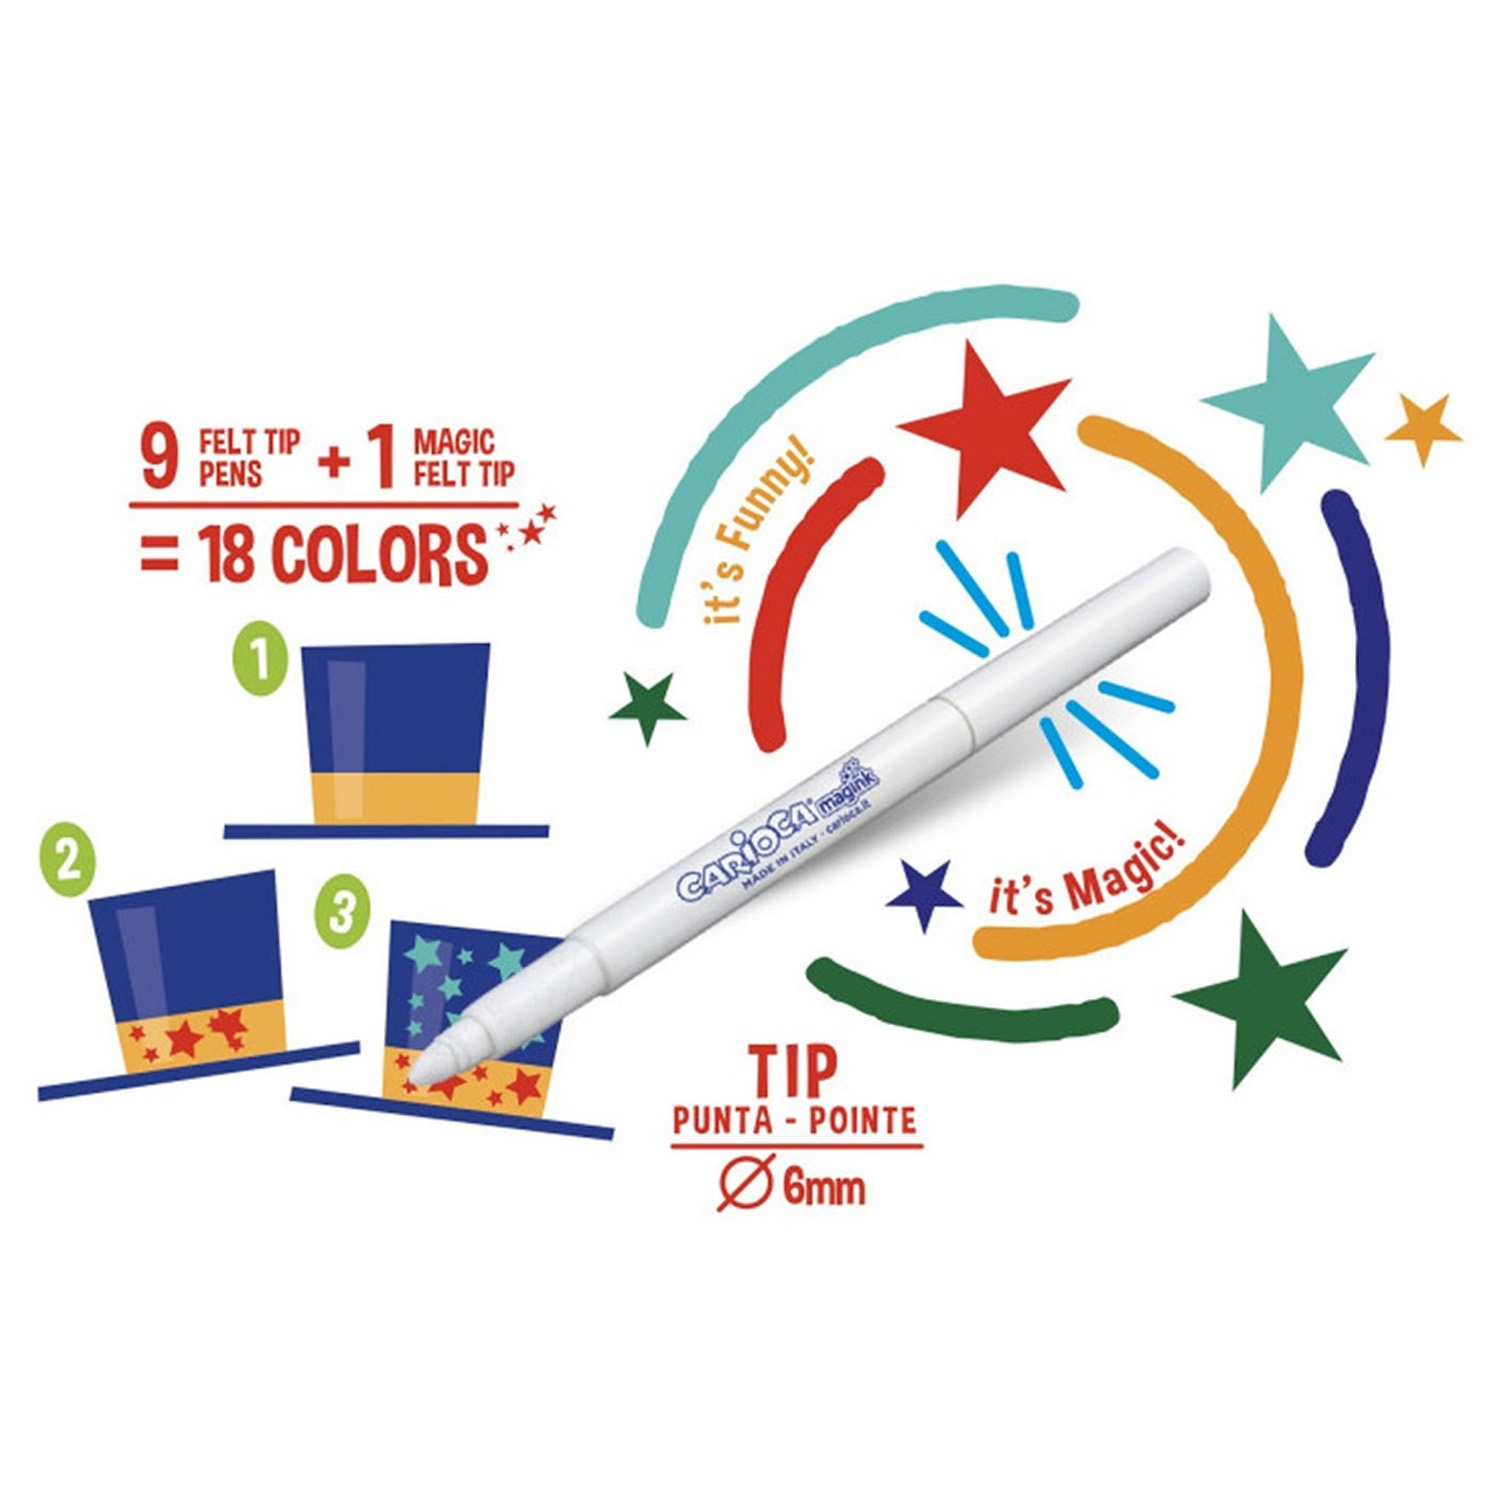 9 FELT TIP PENS + 1 MAGIC FELT TIP
= 18 COLORS
1
2
3
it's Funny!
CARIOCA® magink
MADE IN ITALY - carioca.it
it's Magic!
TIP
PUNTA - POINTE
Ø 6mm